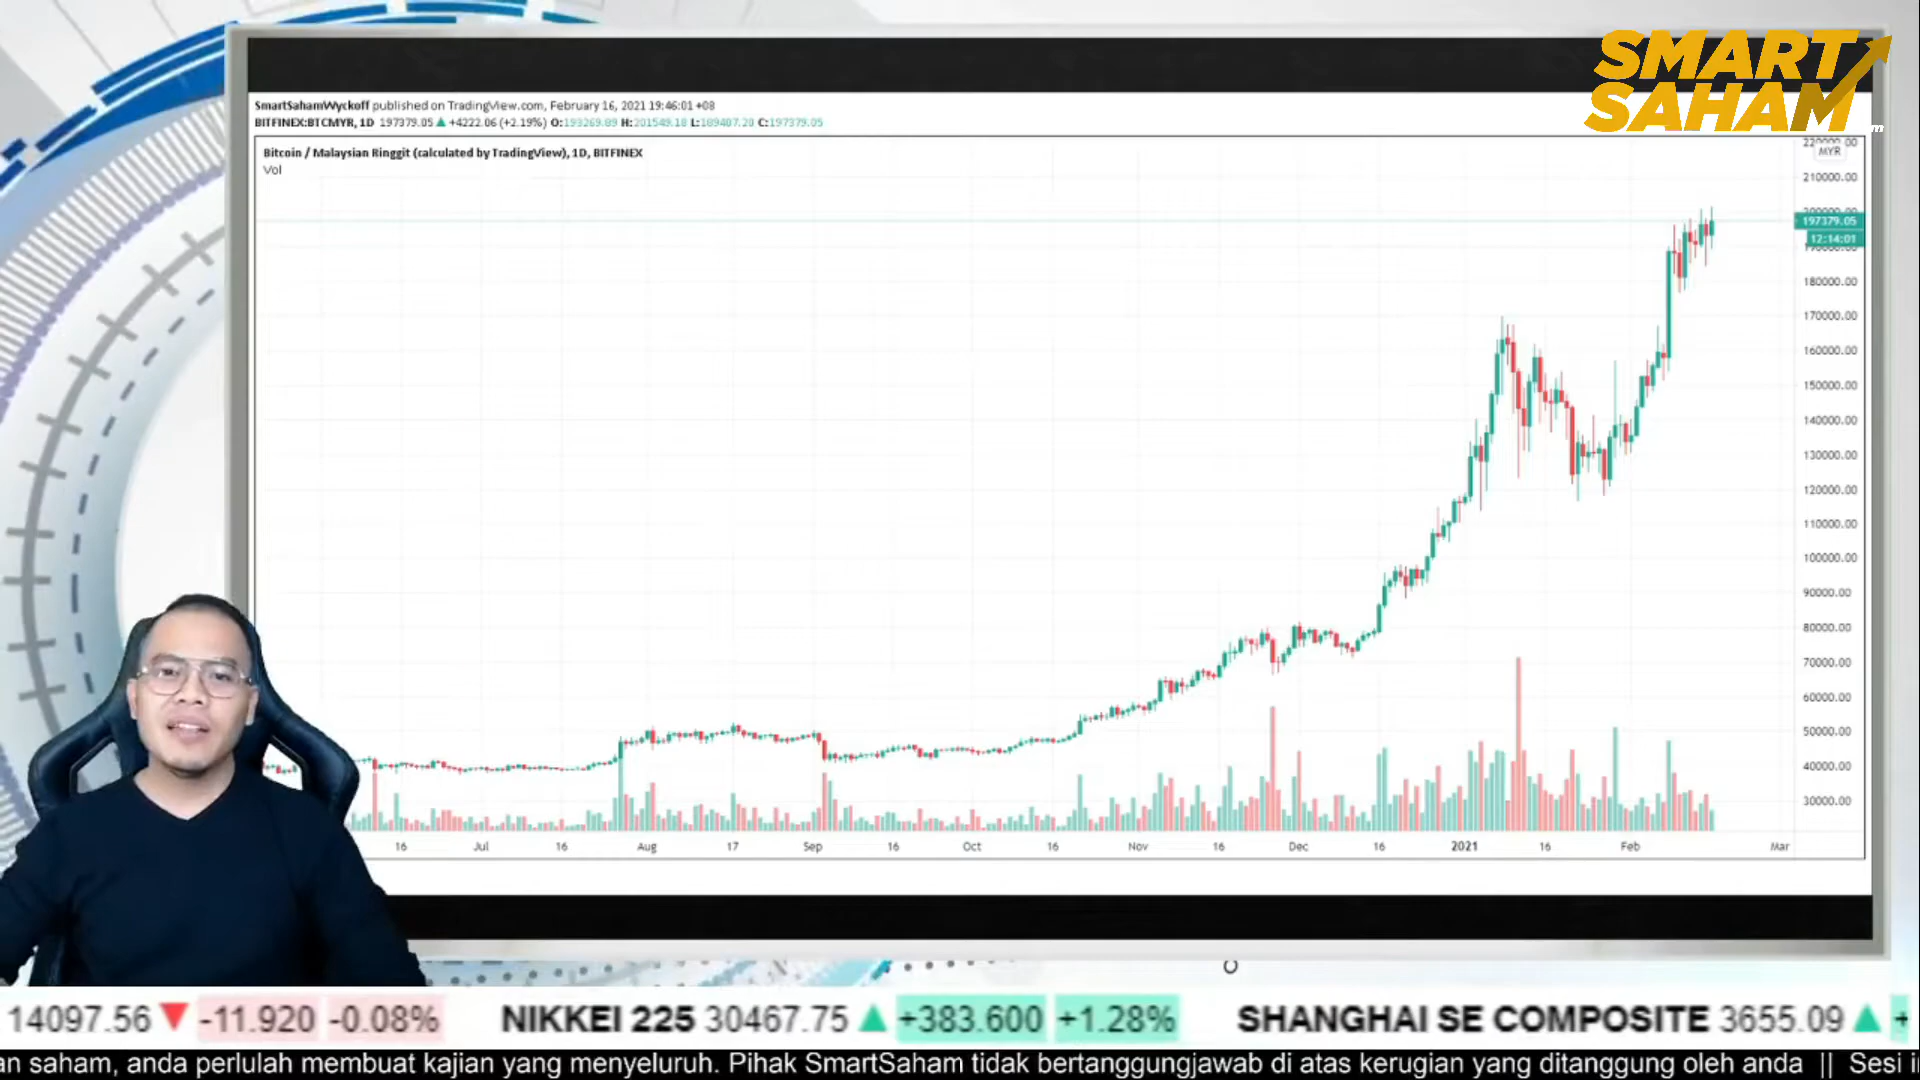 SMART
SAHAM
SmartSahamWyckoff published on TradingView.com, February 16, 2021 19:46:01 +08
BITFINEX:BTCMYR, 1D 197379.05 ▲ +4222.06 (+2.19%) O:193269.89 H:201549.18 L:189407.20 C:197379.05
Bitcoin / Malaysian Ringgit (calculated by TradingView), 1D, BITFINEX
Vol
MYR
210000.00
197379.05
12:14:01
180000.00
170000.00
160000.00
150000.00
140000.00
130000.00
120000.00
110000.00
100000.00
90000.00
80000.00
70000.00
60000.00
50000.00
40000.00
30000.00
16 Jul 16 Aug 17 Sep 16 Oct 16 Nov 16 Dec 16 2021 16 Feb Mar
14097.56 ▼ -11.920 -0.08% NIKKEI 225 30467.75 ▲ +383.600 +1.28% SHANGHAI SE COMPOSITE 3655.09 ▲ +
an saham, anda perlulah membuat kajian yang menyeluruh. Pihak SmartSaham tidak bertanggungjawab di atas kerugian yang ditanggung oleh anda || Sesi i